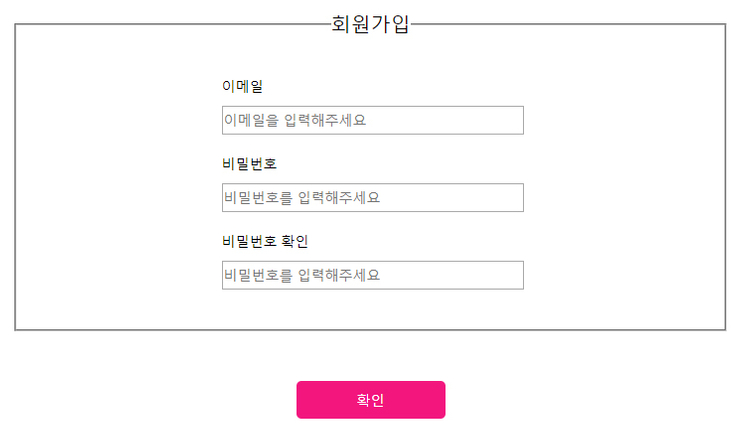 회원가입
이메일
이메일을 입력해주세요
비밀번호
비밀번호를 입력해주세요
비밀번호 확인
비밀번호를 입력해주세요
확인